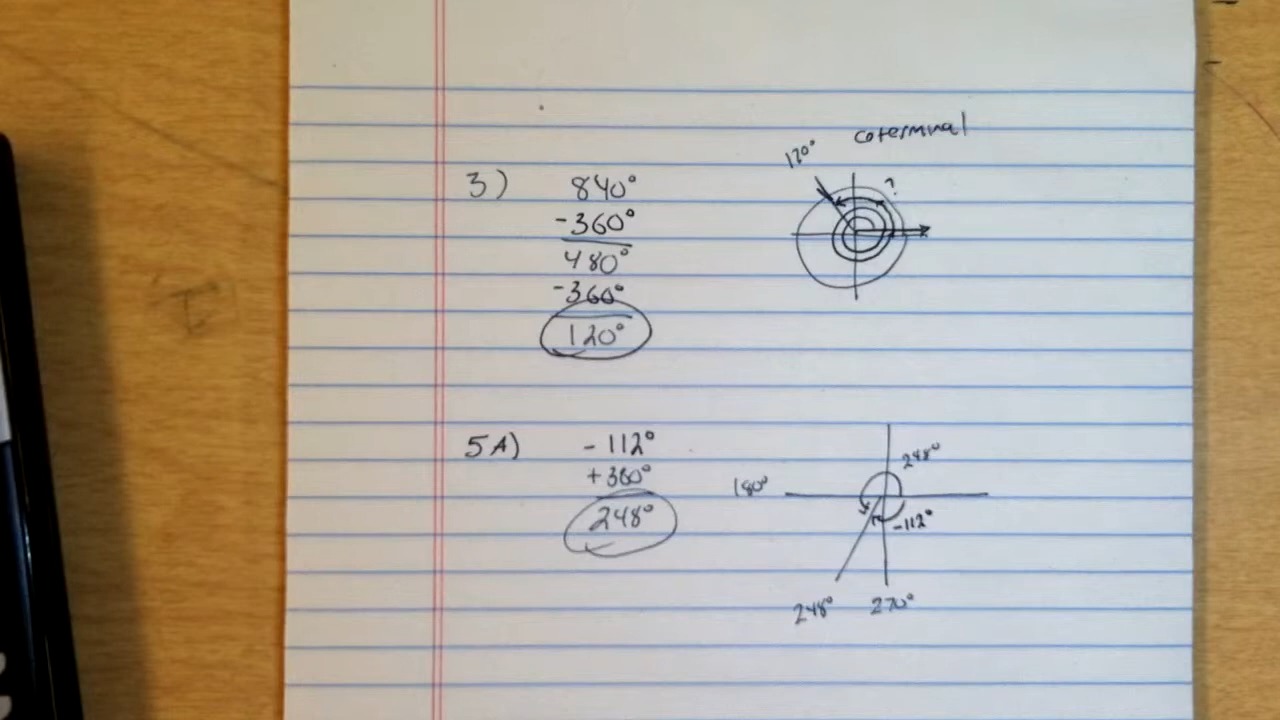 coterminal
3) 840° 120°
-360° ?
480°
-360°
120°
5A) -112° 248°
+360°
180°
248° -112°
248° 270°